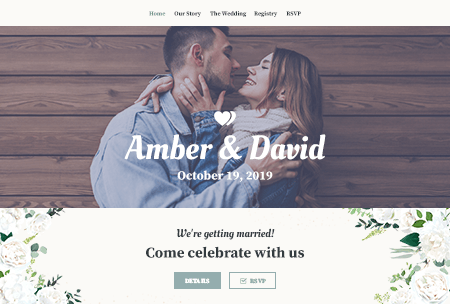 Home Our Story The Wedding Registry RSVP
Amber & David
October 19, 2019
We're getting married!
Come celebrate with us
DETAILS RSVP